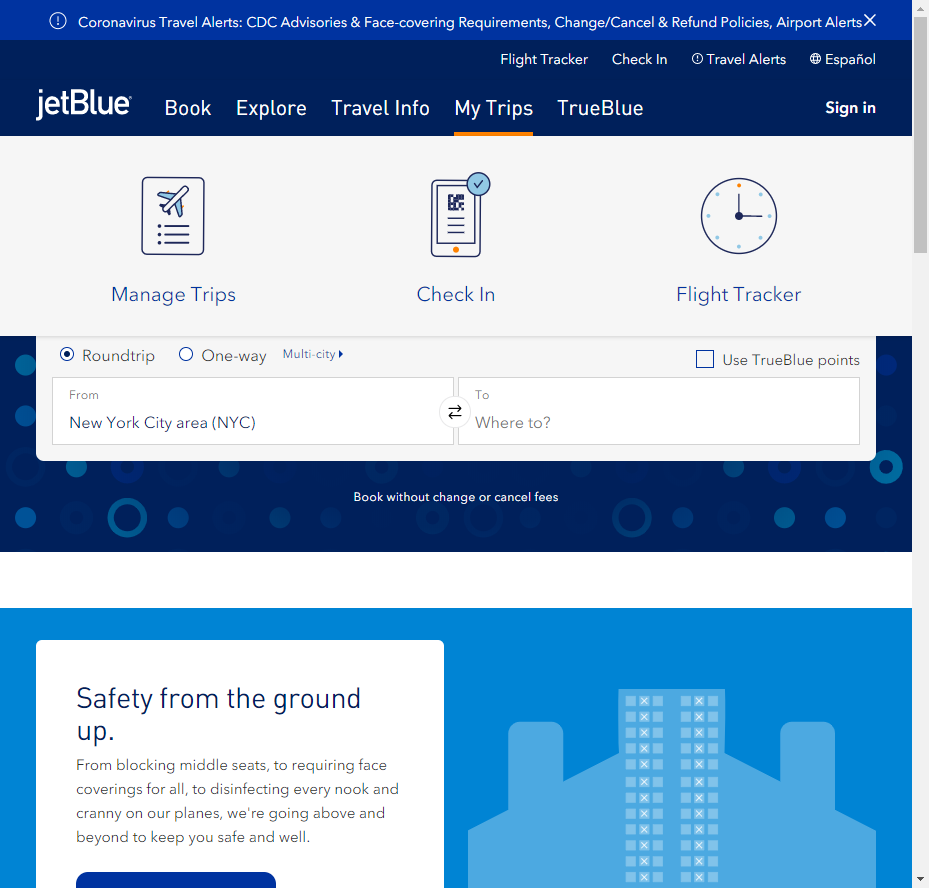 Coronavirus Travel Alerts: CDC Advisories & Face-covering Requirements, Change/Cancel & Refund Policies, Airport Alerts
Flight Tracker Check In Travel Alerts Español
jetBlue Book Explore Travel Info My Trips TrueBlue Sign in
Manage Trips Check In Flight Tracker
Roundtrip One-way Multi-city Use TrueBlue points
From To
New York City area (NYC) Where to?
Book without change or cancel fees
Safety from the ground
up.
From blocking middle seats, to requiring face
coverings for all, to disinfecting every nook and
cranny on our planes, we're going above and
beyond to keep you safe and well.